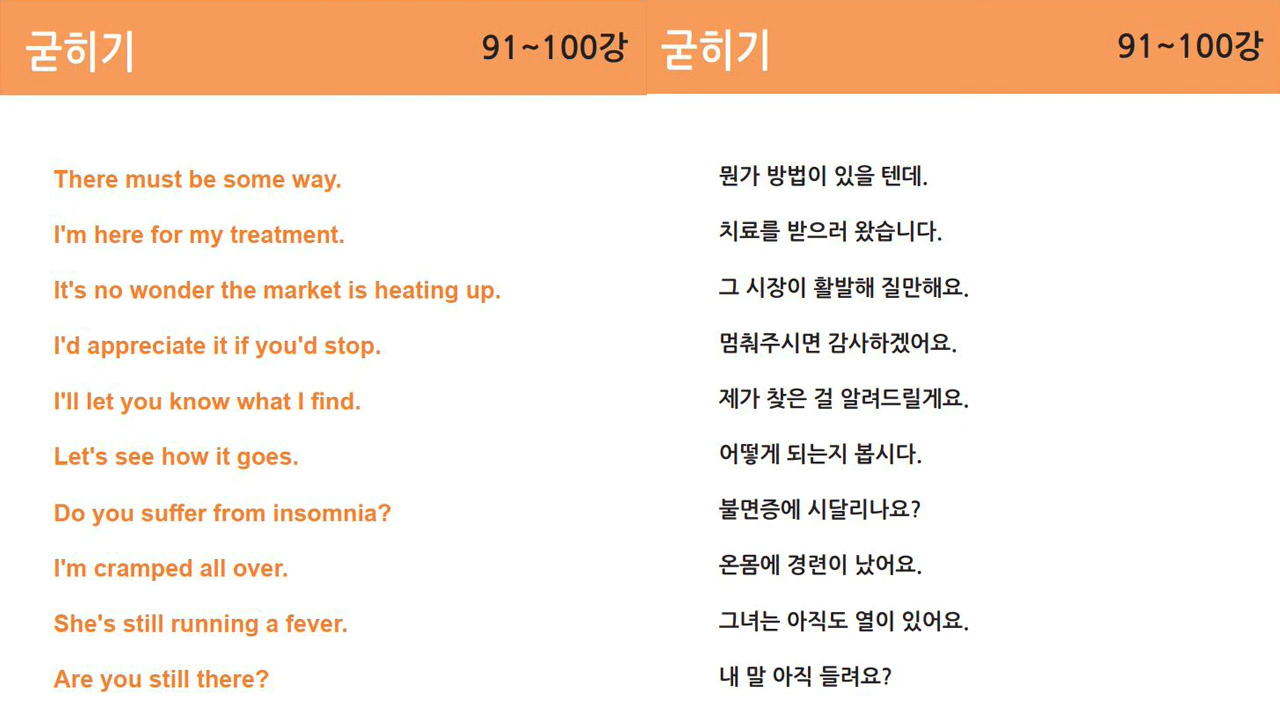 굳히기 91~100강
There must be some way.
I'm here for my treatment.
It's no wonder the market is heating up.
I'd appreciate it if you'd stop.
I'll let you know what I find.
Let's see how it goes.
Do you suffer from insomnia?
I'm cramped all over.
She's still running a fever.
Are you still there?
굳히기 91~100강
뭔가 방법이 있을 텐데.
치료를 받으러 왔습니다.
그 시장이 활발해 질만해요.
멈춰주시면 감사하겠어요.
제가 찾은 걸 알려드릴게요.
어떻게 되는지 봅시다.
불면증에 시달리나요?
온몸에 경련이 났어요.
그녀는 아직도 열이 있어요.
내 말 아직 들려요?